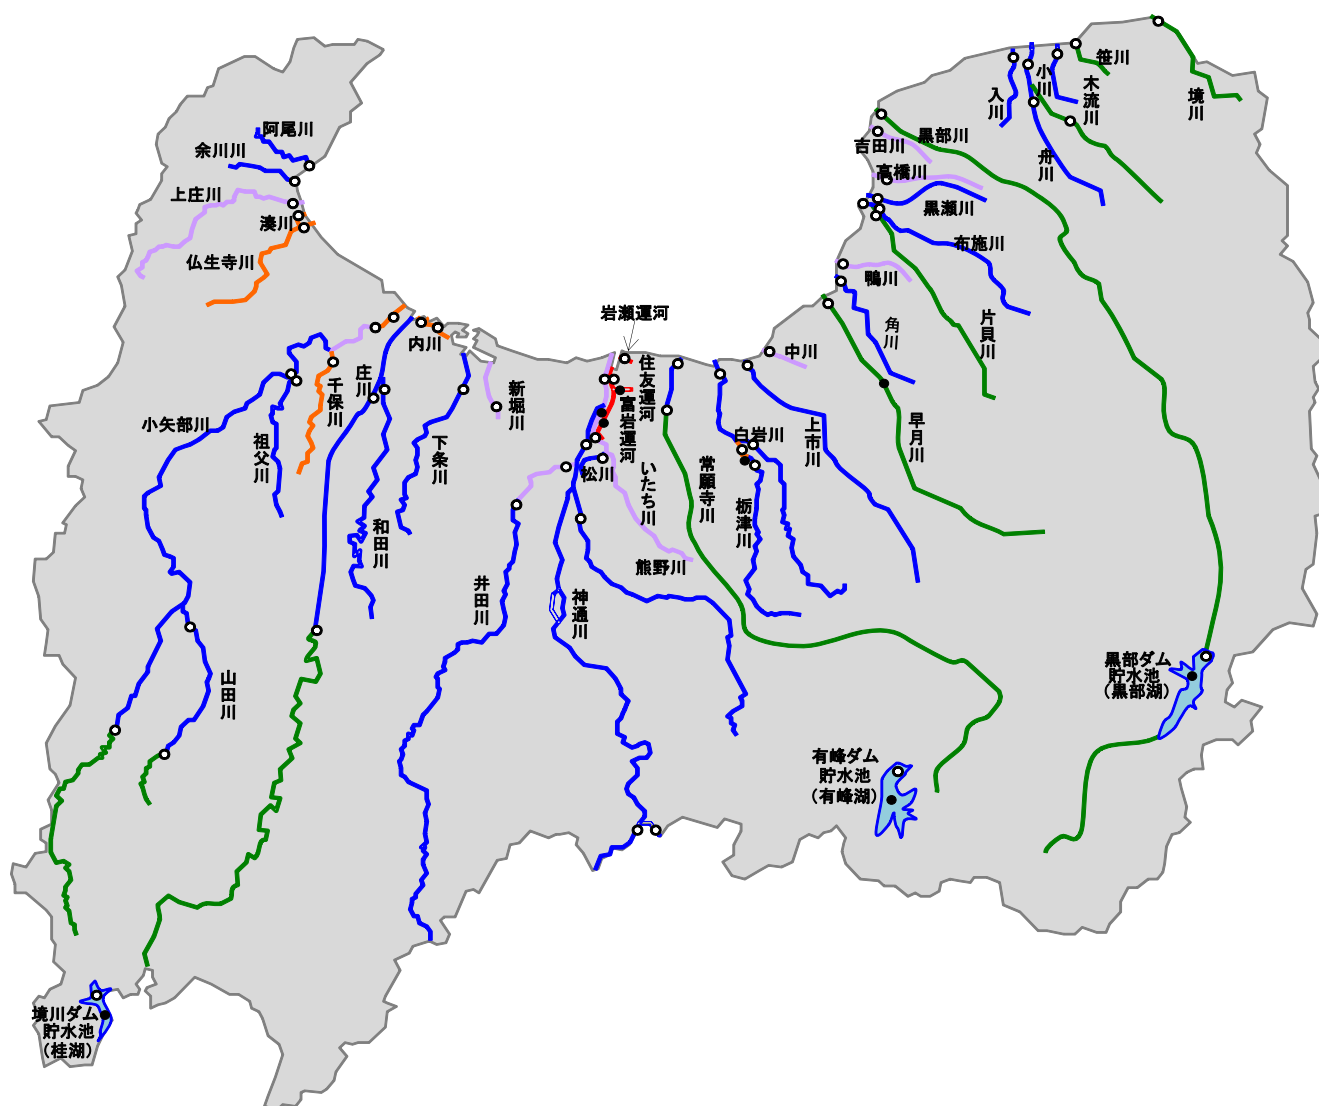 笹川
小川
木流川
境川
入川
舟川
阿尾川
余川川
上庄川
湊川
仏生寺川
黒部川
吉田川
高橋川
黒瀬川
布施川
鴨川
片貝川
角川
早月川
岩瀬運河
内川
住友運河
富岩運河
中川
新堀川
庄川
千保川
小矢部川
祖父川
下条川
和田川
松川
いたち川
常願寺川
白岩川
栃津川
上市川
熊野川
井田川
神通川
山田川
黒部ダム
貯水池
(黒部湖)
有峰ダム
貯水池
(有峰湖)
境川ダム
貯水池
(桂湖)